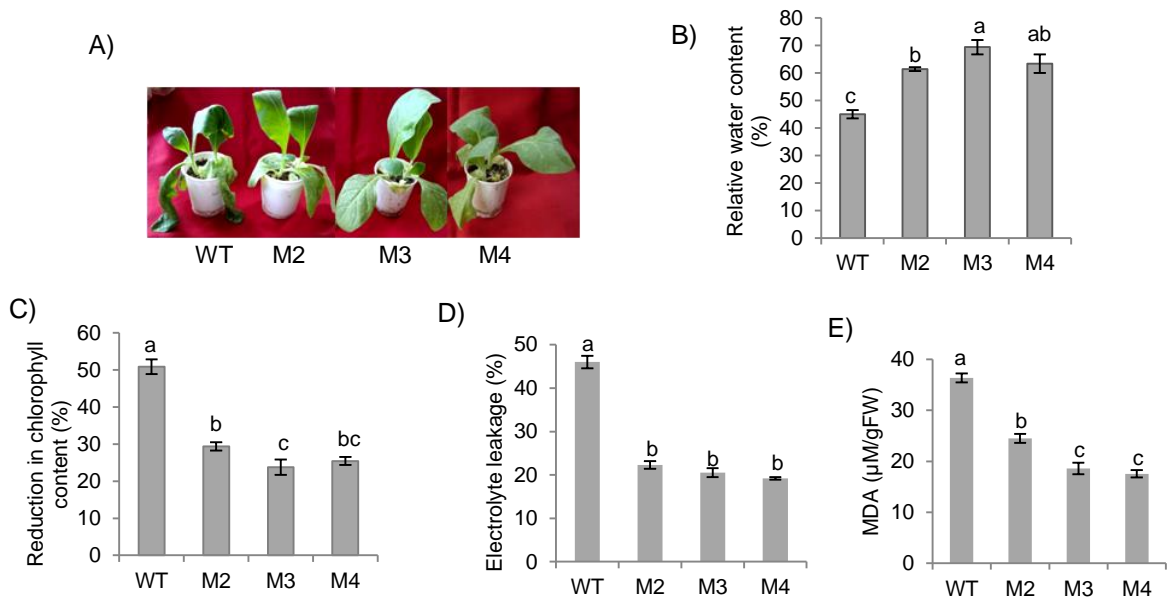 A)
WT M2 M3 M4
B)
Relative water content
(%)
80
70
60
50
40
30
20
10
0
c b a ab
WT M2 M3 M4
C)
Reduction in chlorophyll
content (%)
60
50
40
30
20
10
0
a b c bc
WT M2 M3 M4
D)
Electrolyte leakage (%)
50
40
30
20
10
0
a b b b
WT M2 M3 M4
E)
MDA (µM/gFW)
40
30
20
10
0
a b c c
WT M2 M3 M4